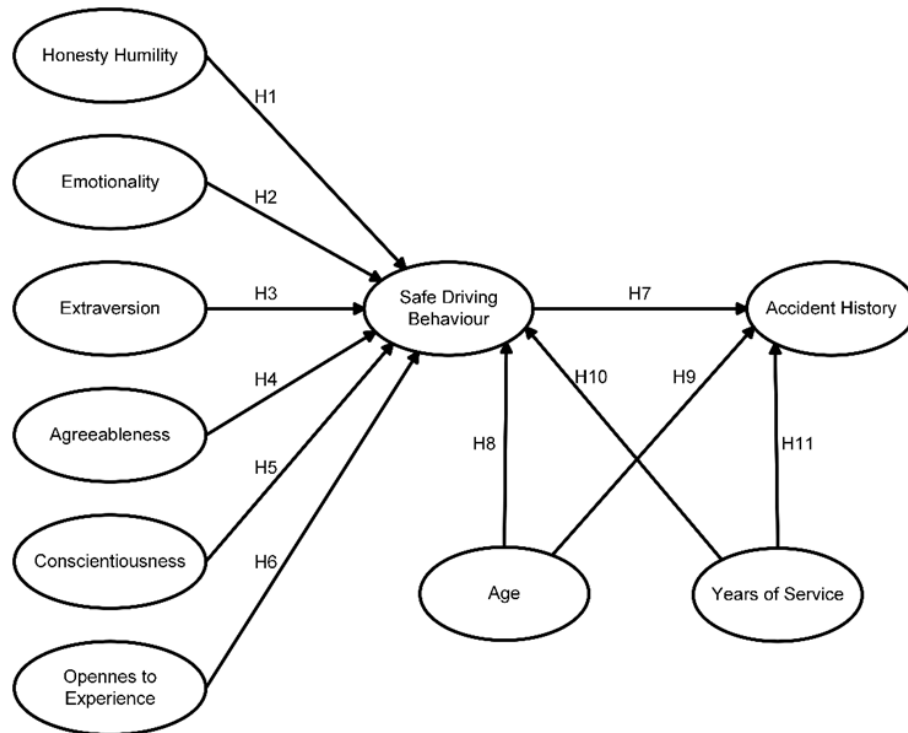 Honesty Humility
H1
Emotionality
H2
Extraversion
H3
Safe Driving
Behaviour
H7
Accident History
H4
H10
H9
Agreeableness
H8
H11
H5
Conscientiousness
H6
Age
Years of Service
Opennes to
Experience